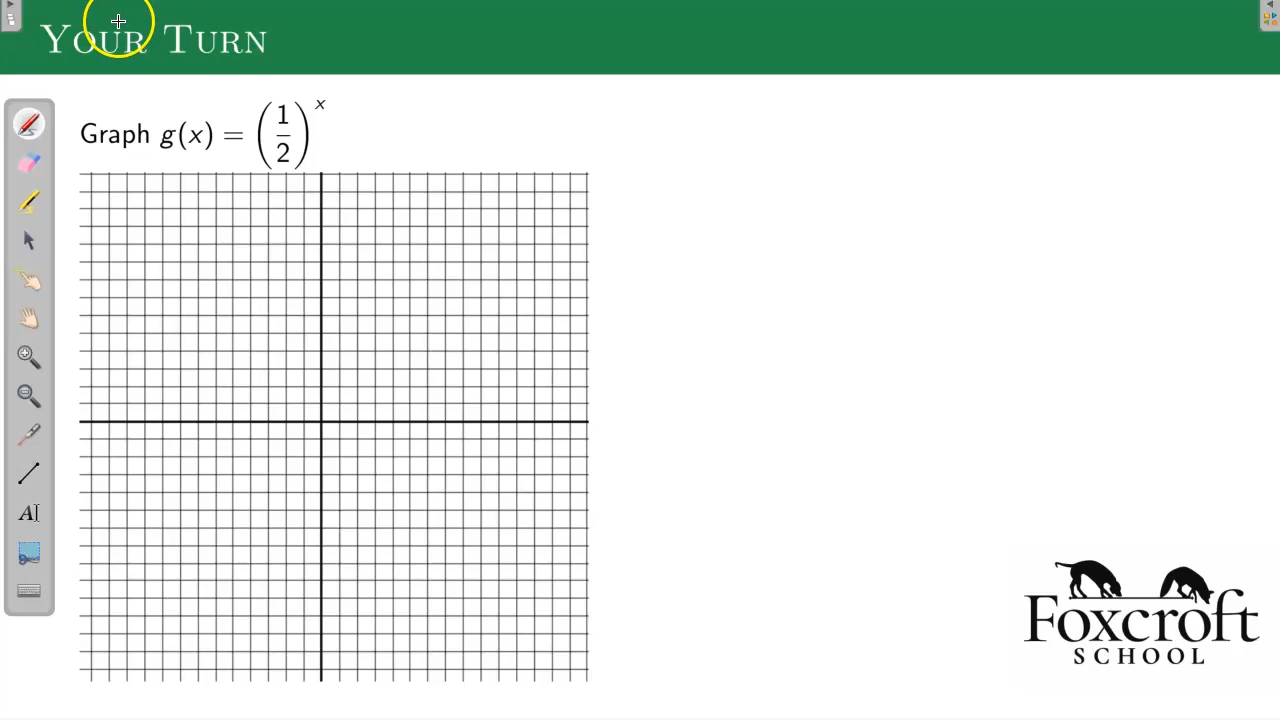 Your Turn
Graph g(x) = (1/2)^x
A
Foxcroft
SCHOOL